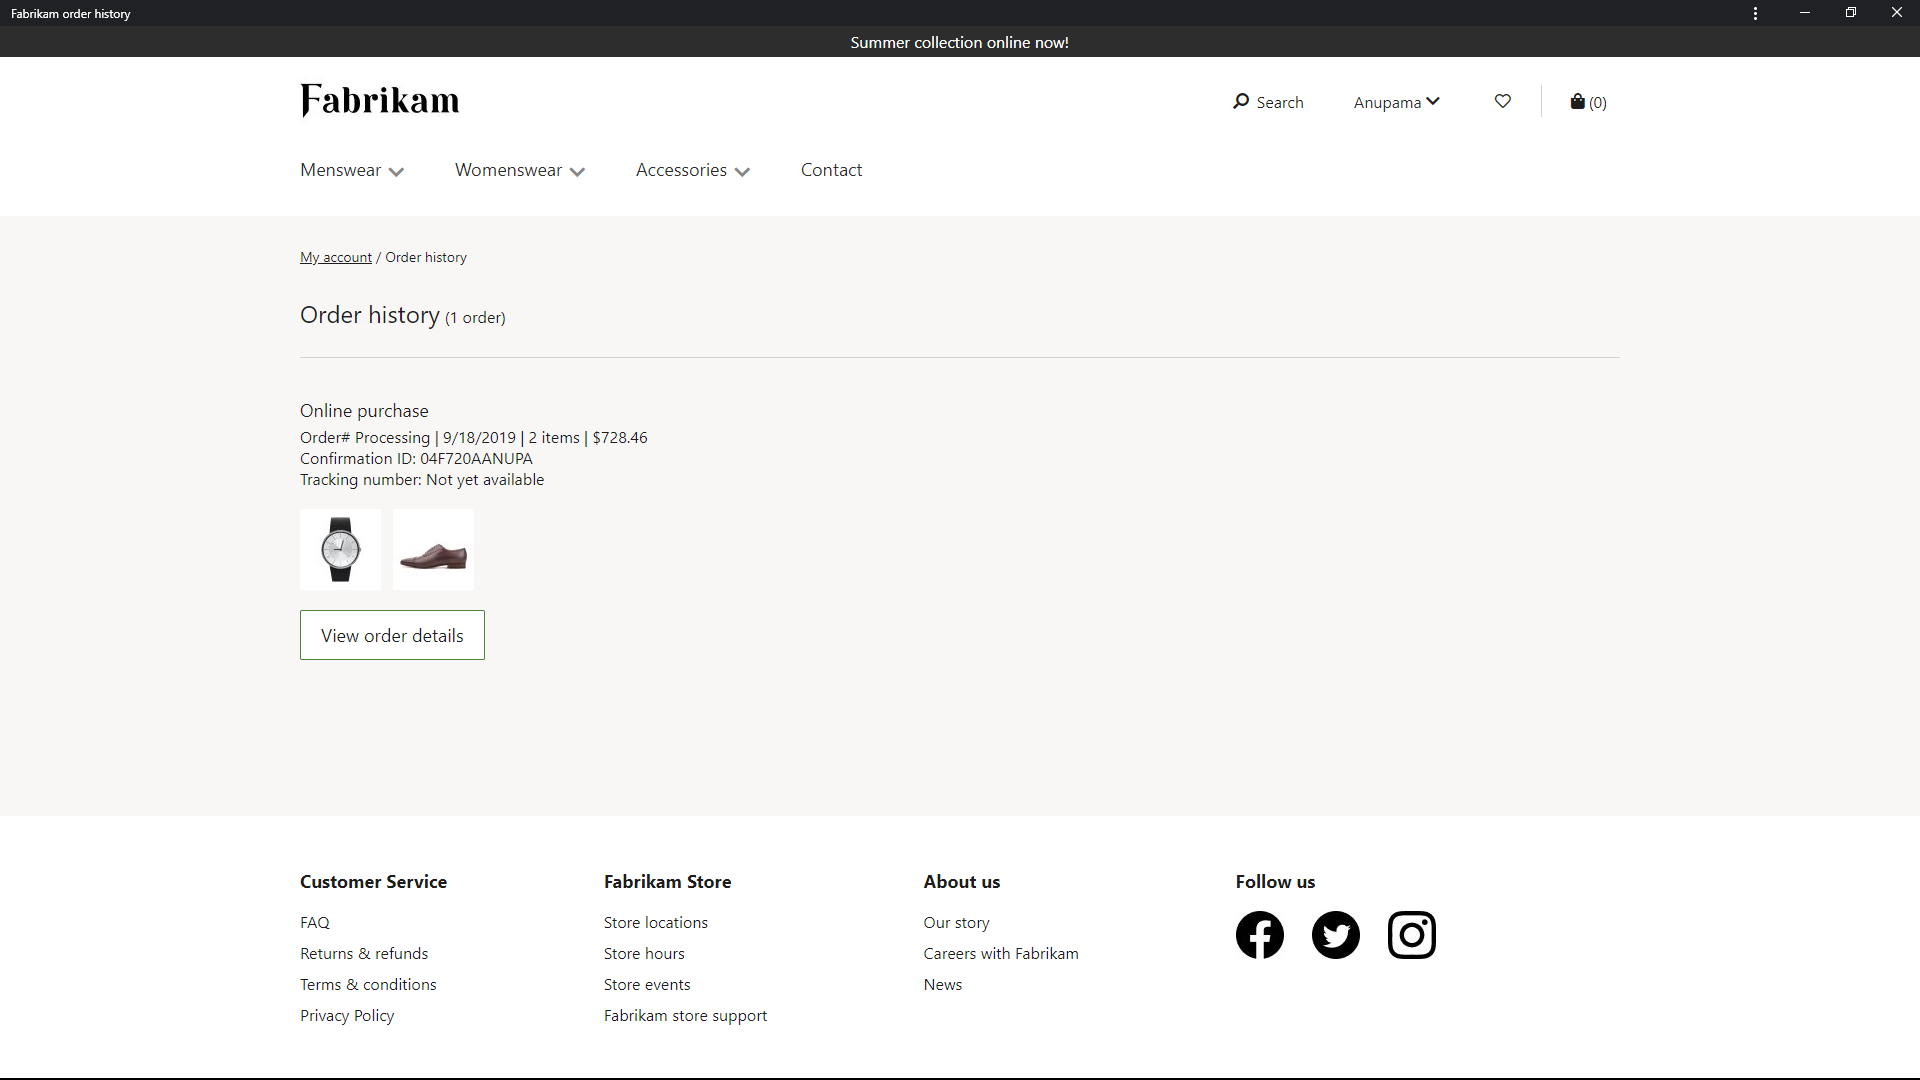 Fabrikam order history
Summer collection online now!
Fabrikam
Search
Anupama
(0)
Menswear
Womenswear
Accessories
Contact
My account / Order history
Order history (1 order)
Online purchase
Order# Processing | 9/18/2019 | 2 items | $728.46
Confirmation ID: 04F720AANUPA
Tracking number: Not yet available
View order details
Customer Service
FAQ
Returns & refunds
Terms & conditions
Privacy Policy
Fabrikam Store
Store locations
Store hours
Store events
Fabrikam store support
About us
Our story
Careers with Fabrikam
News
Follow us